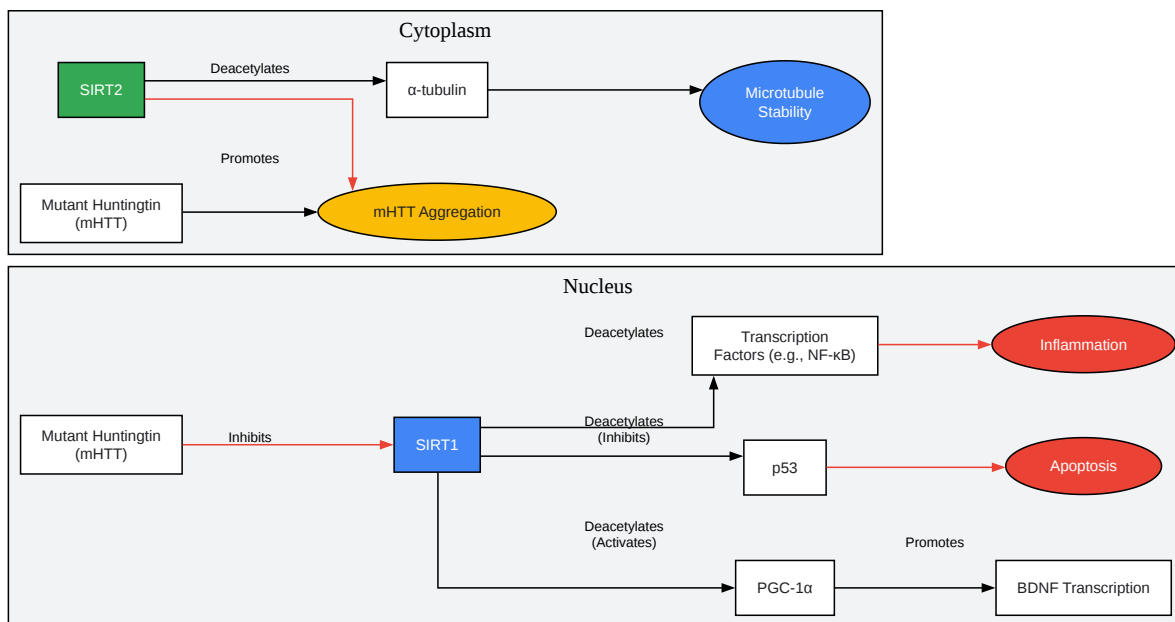 Cytoplasm
Deacetylates
SIRT2
α-tubulin
Microtubule
Stability
Promotes
Mutant Huntingtin
(mHTT)
mHTT Aggregation
Nucleus
Deacetylates
Transcription
Factors (e.g., NF-κB)
Inflammation
Mutant Huntingtin
(mHTT)
Inhibits
SIRT1
Deacetylates
(Inhibits)
p53
Apoptosis
Deacetylates
(Activates)
Promotes
PGC-1α
BDNF Transcription